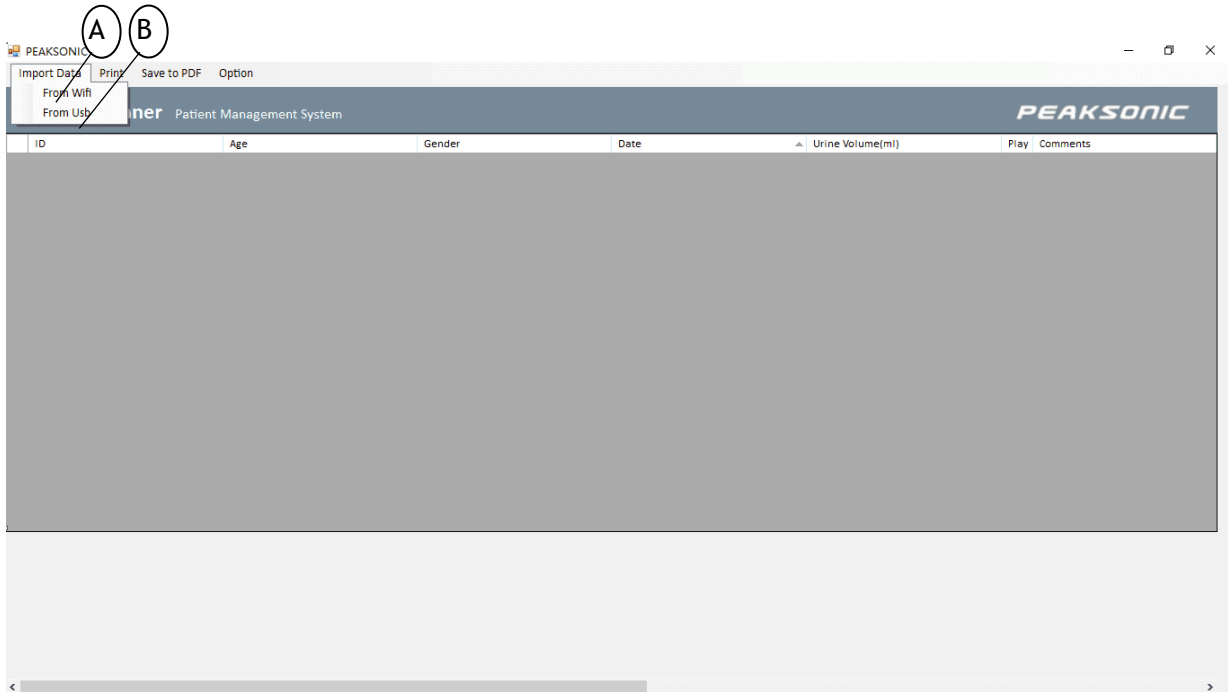 A B
PEAKSONIC
Import Data Print Save to PDF Option
From Wifi
From Usb
nner Patient Management System PEAKSONIC
ID Age Gender Date Urine Volume(ml) Play Comments